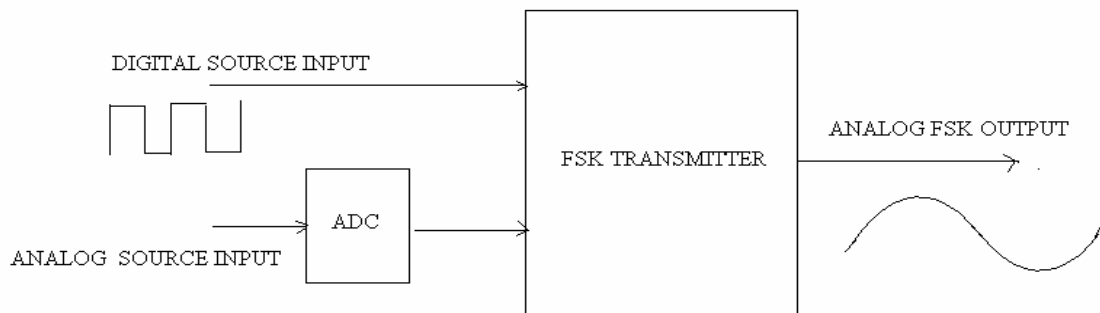 DIGITAL SOURCE INPUT
ANALOG FSK OUTPUT
FSK TRANSMITTER
ADC
ANALOG SOURCE INPUT